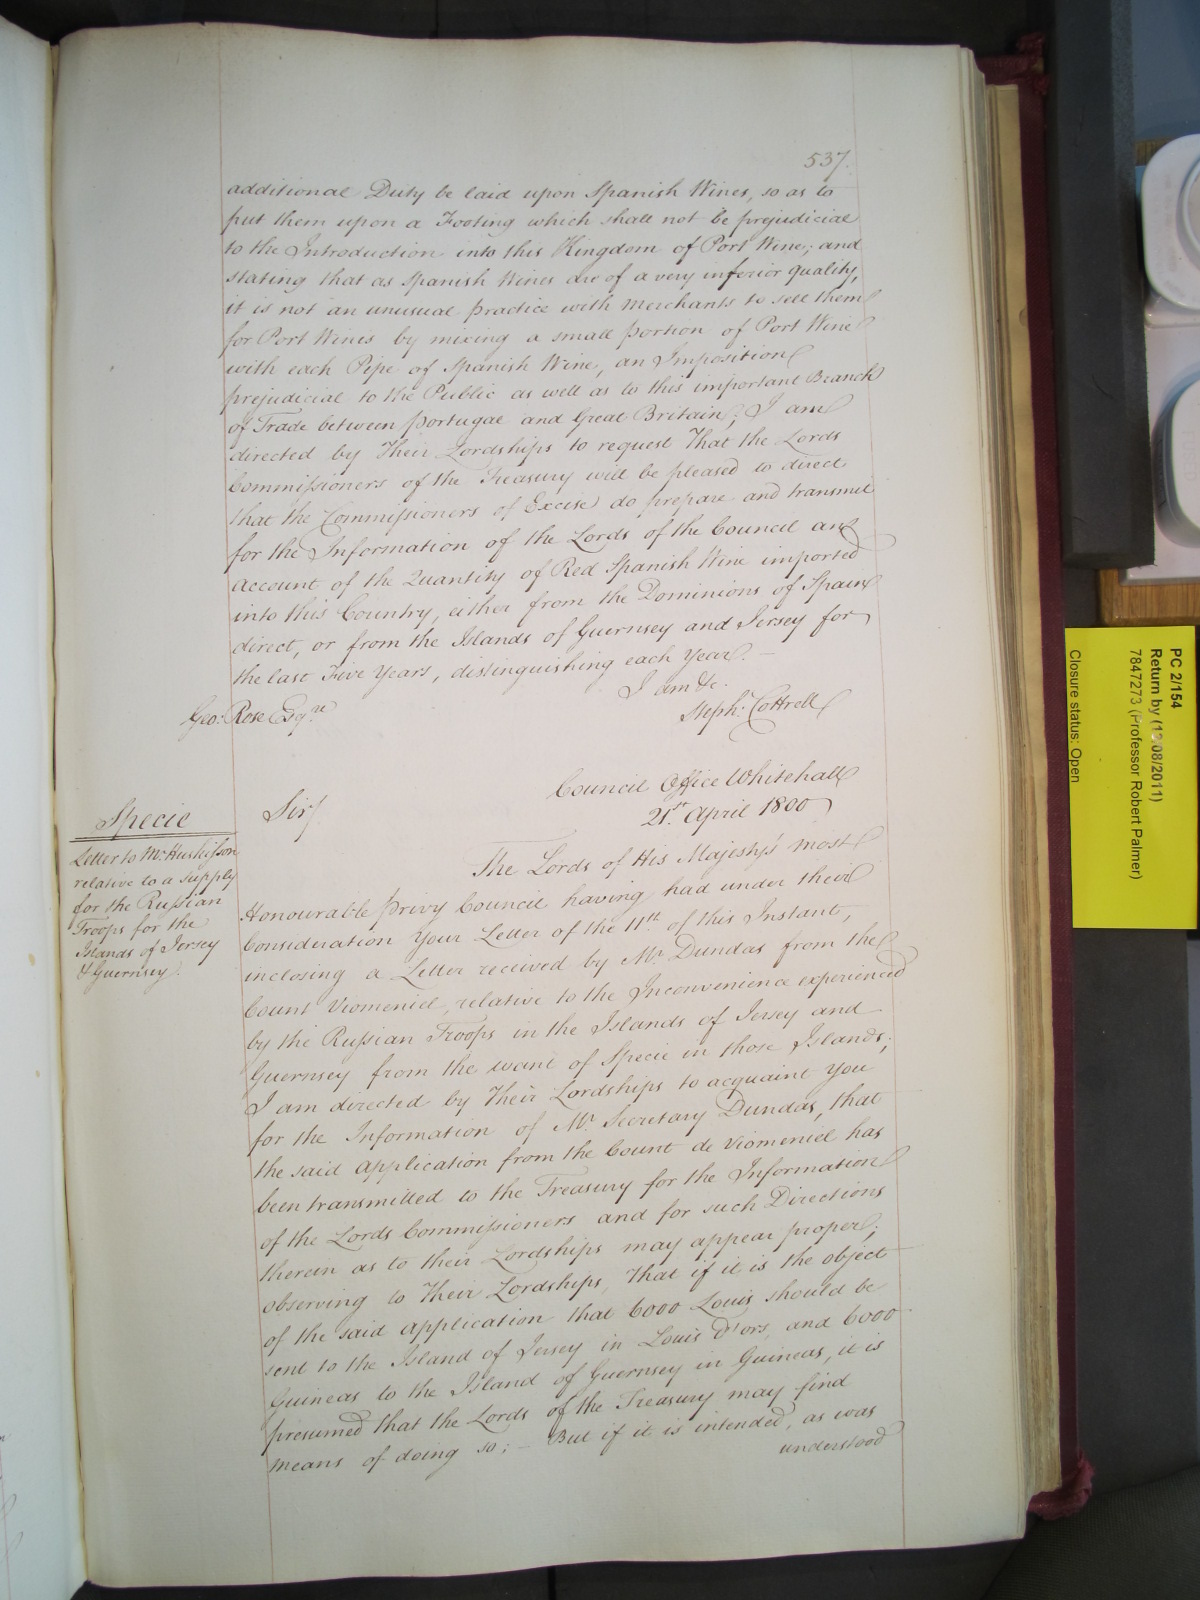 537.
additional Duty be laid upon Spanish Wines, so as to
put them upon a Footing which shall not be prejudicial
to the Introduction into this Kingdom of Port Wine; and
stating that as Spanish Wines are of a very inferior quality,
it is not an unusual practice with Merchants to sell them
for Port Wines by mixing a small portion of Port Wine
with each Pipe of Spanish Wine, an Imposition
prejudicial to the Public as well as to this important Branch
of Trade between Portugal and Great Britain; I am
directed by Their Lordships to request That the Lords
Commissioners of the Treasury will be pleased to direct
that the Commissioners of Excise do prepare and transmit
for the Information of the Lords of the Council an
Account of the Quantity of Red Spanish Wine imported
into this Country, either from the Dominions of Spain
direct, or from the Islands of Guernsey and Jersey for
the last Five Years, distinguishing each Year. —
I am &c.
Steph: Cottrell
Geo: Rose Esqre
Council Office Whitehall
21st April 1800
Specie
Letter to Mr Huskisson
relative to a supply
for the Russian
Troops for the
Islands of Jersey
& Guernsey.
Sir/
The Lords of His Majesty's most
Honourable Privy Council having had under their
Consideration Your Letter of the 11th of this Instant,
inclosing a Letter received by Mr Dundas from the
Count Viomeniel, relative to the Inconvenience experienced
by the Russian Troops in the Islands of Jersey and
Guernsey from the want of Specie in those Islands;
I am directed by Their Lordships to acquaint You
for the Information of Mr Secretary Dundas, that
the said Application from the Count de Viomeniel has
been transmitted to the Treasury for the Information
of the Lords Commissioners and for such Directions
therein as to their Lordships may appear proper;
observing to Their Lordships, That if it is the object
of the said Application that 6000 Louis should be
sent to the Island of Jersey in Louis d'ors, and 6000
Guineas to the Island of Guernsey in Guineas, it is
presumed that the Lords of the Treasury may find
means of doing so; — But if it is intended, as was
understood
PC 2/154
Return by (19/08/2011)
7847273 (Professor Robert Palmer)
Closure status: Open